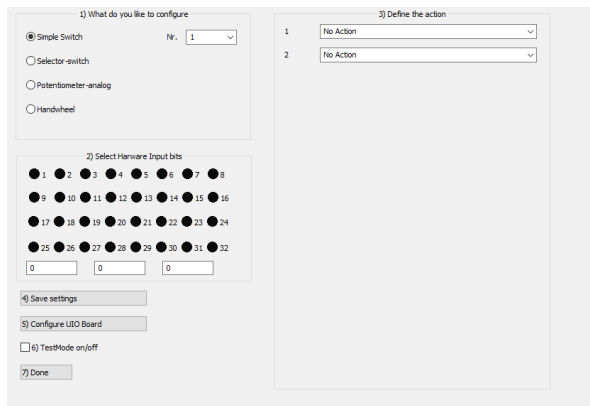 1) What do you like to configure
Simple Switch Nr. 1
Selector-switch
Potentiometer-analog
Handwheel
2) Select Harware Input bits
1 2 3 4 5 6 7 8
9 10 11 12 13 14 15 16
17 18 19 20 21 22 23 24
25 26 27 28 29 30 31 32
0 0 0
4) Save settings
5) Configure UIO Board
6) TestMode on/off
7) Done
3) Define the action
1 No Action
2 No Action